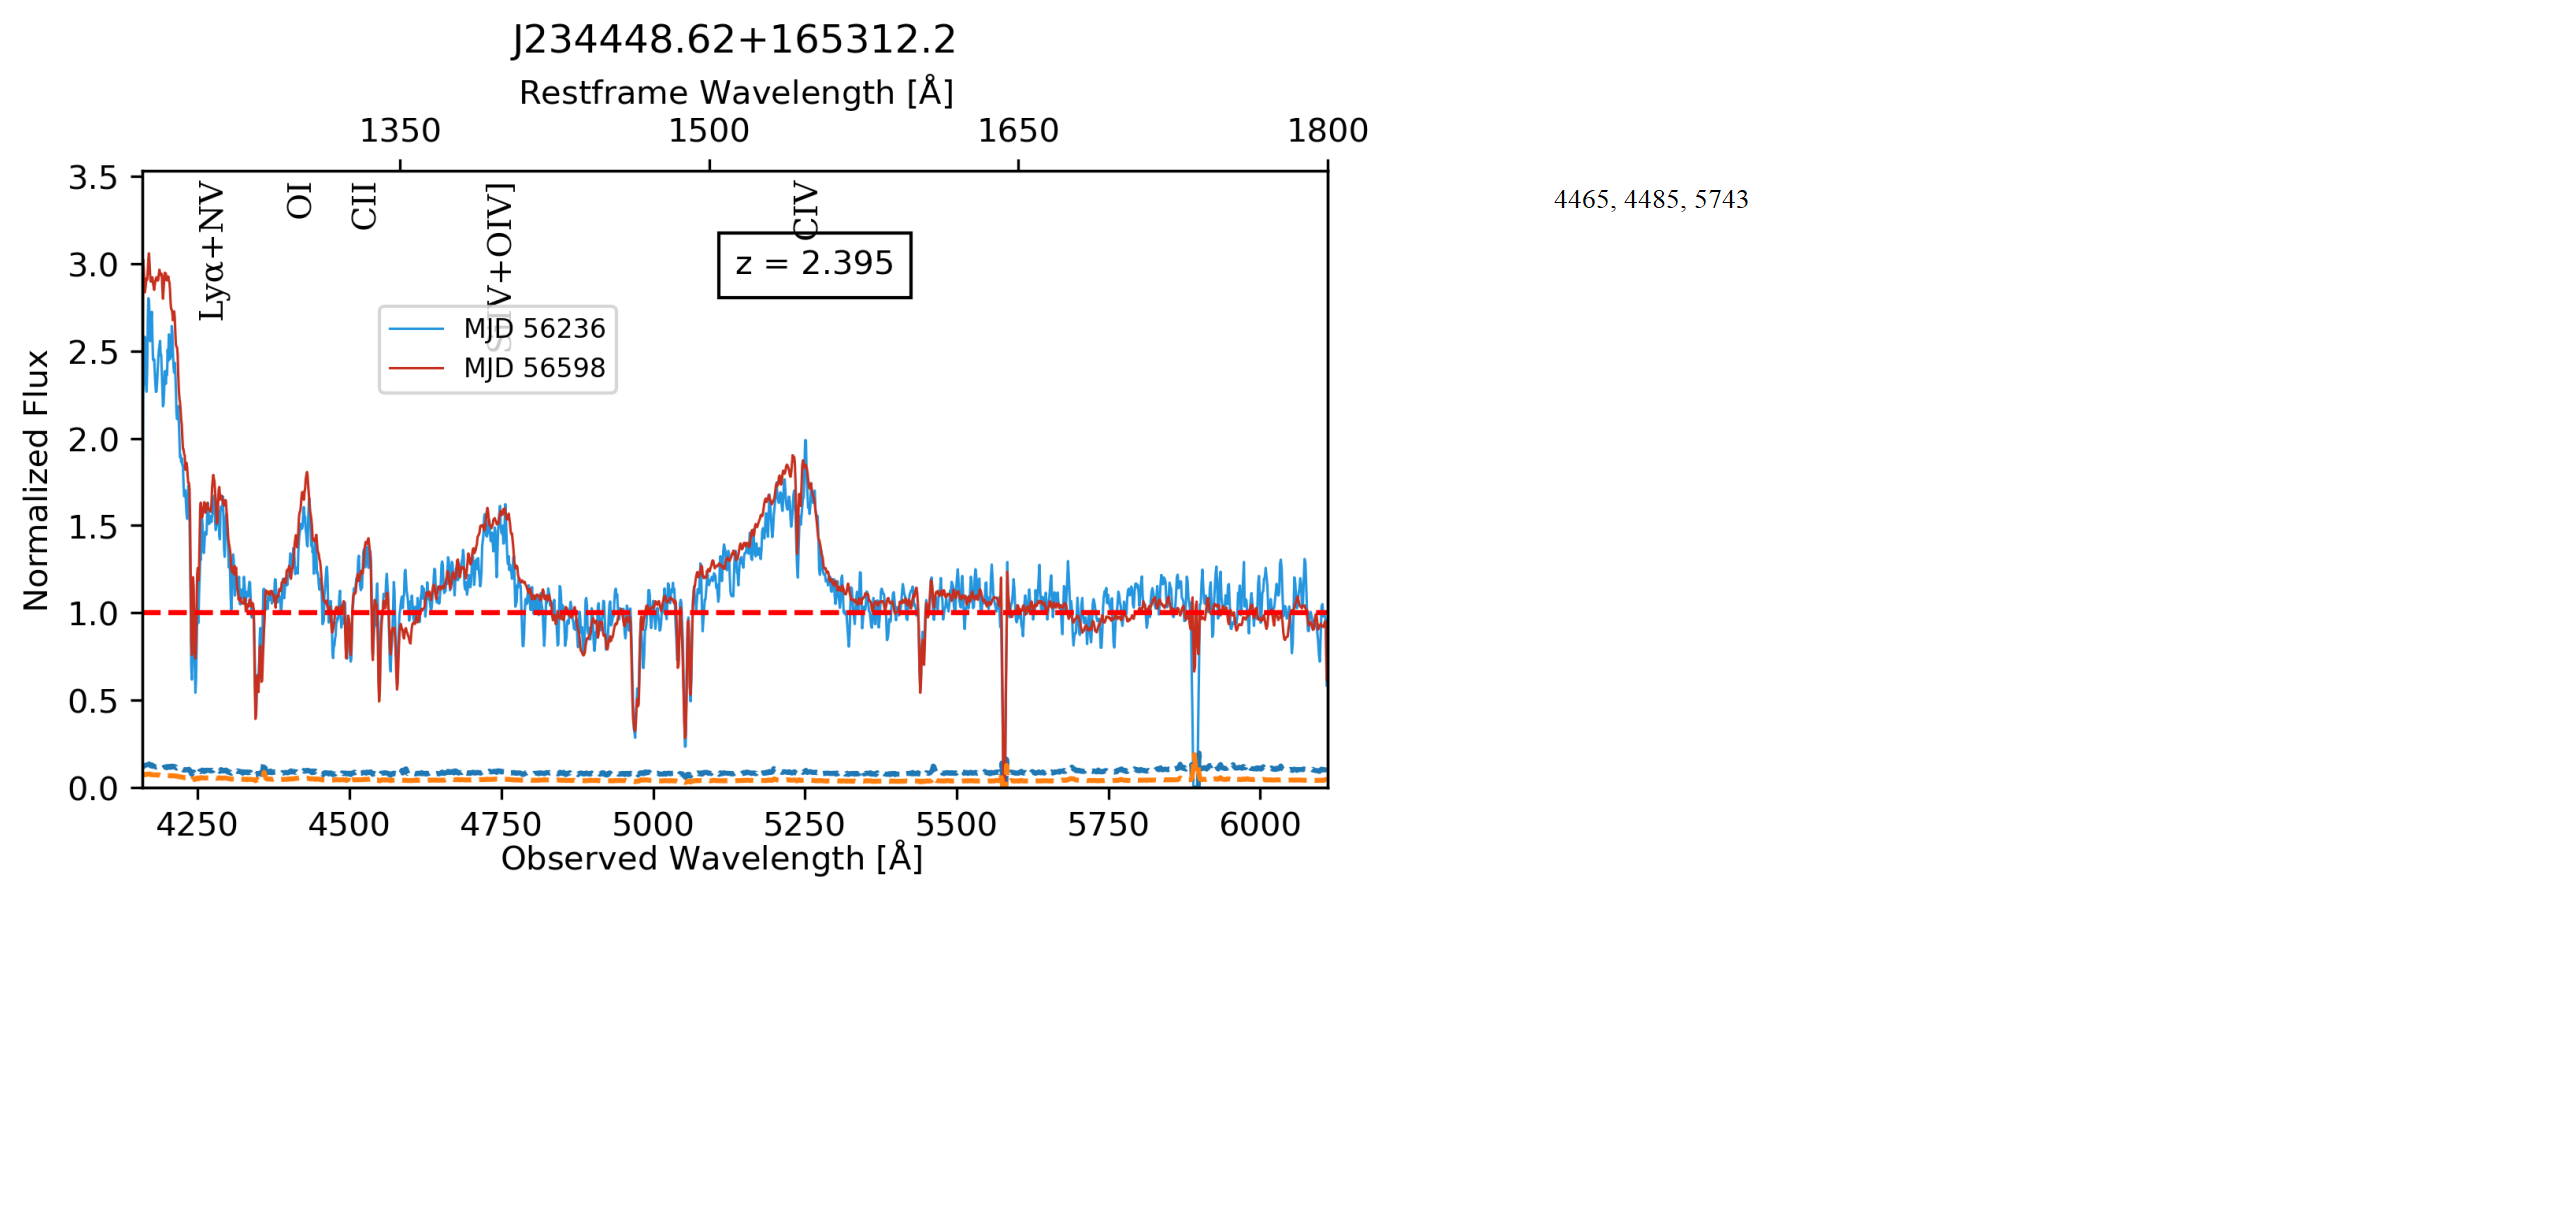 J234448.62+165312.2
Restframe Wavelength [Å]
1350 1500 1650 1800
3.5
3.0
2.5
2.0
1.5
1.0
0.5
0.0
Normalized Flux
Lyα+NV
OI
CII
SiIV+OIV]
CIV
z = 2.395
MJD 56236
MJD 56598
4250 4500 4750 5000 5250 5500 5750 6000
Observed Wavelength [Å]
4465, 4485, 5743